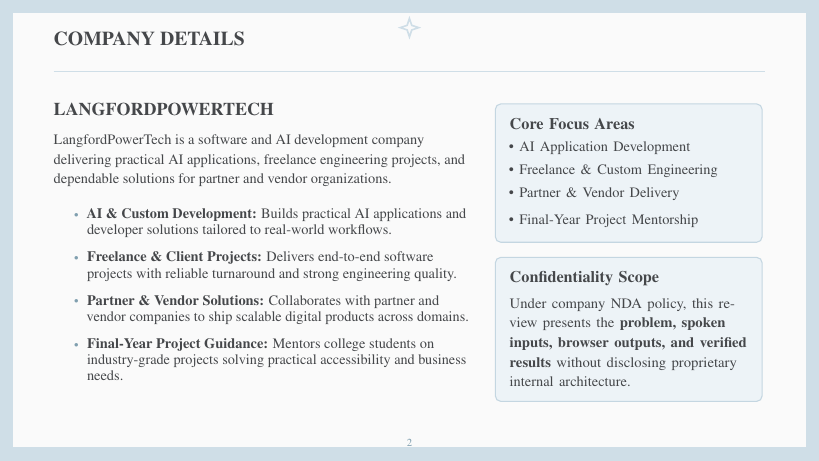 COMPANY DETAILS
LANGFORDPOWERTECH
LangfordPowerTech is a software and AI development company
delivering practical AI applications, freelance engineering projects, and
dependable solutions for partner and vendor organizations.
• AI & Custom Development: Builds practical AI applications and
developer solutions tailored to real-world workflows.
• Freelance & Client Projects: Delivers end-to-end software
projects with reliable turnaround and strong engineering quality.
• Partner & Vendor Solutions: Collaborates with partner and
vendor companies to ship scalable digital products across domains.
• Final-Year Project Guidance: Mentors college students on
industry-grade projects solving practical accessibility and business
needs.
Core Focus Areas
• AI Application Development
• Freelance & Custom Engineering
• Partner & Vendor Delivery
• Final-Year Project Mentorship
Confidentiality Scope
Under company NDA policy, this re-
view presents the problem, spoken
inputs, browser outputs, and verified
results without disclosing proprietary
internal architecture.
2